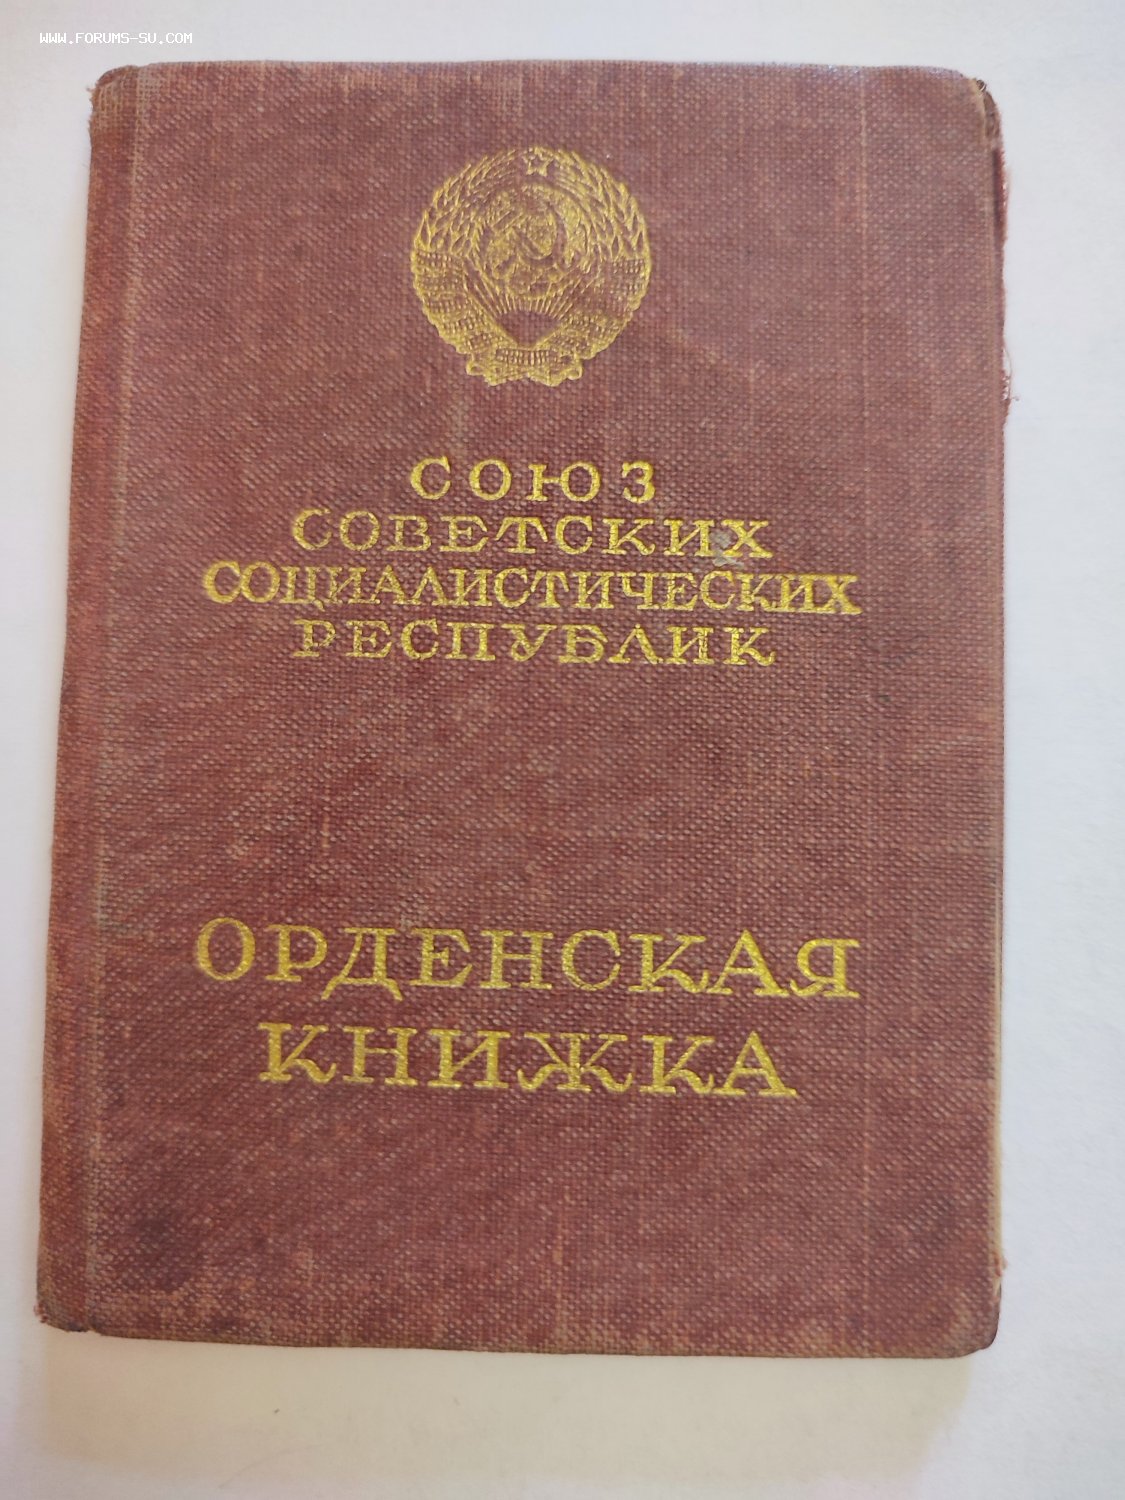 WWW.FORUMS-SU.COM
СОЮЗ
СОВЕТСКИХ
СОЦИАЛИСТИЧЕСКИХ
РЕСПУБЛИК
ОРДЕНСКАЯ
КНИЖКА